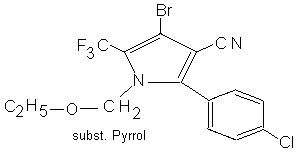 Br
F₃C
CN
N
C₂H₅—O—CH₂
Cl
subst. Pyrrol